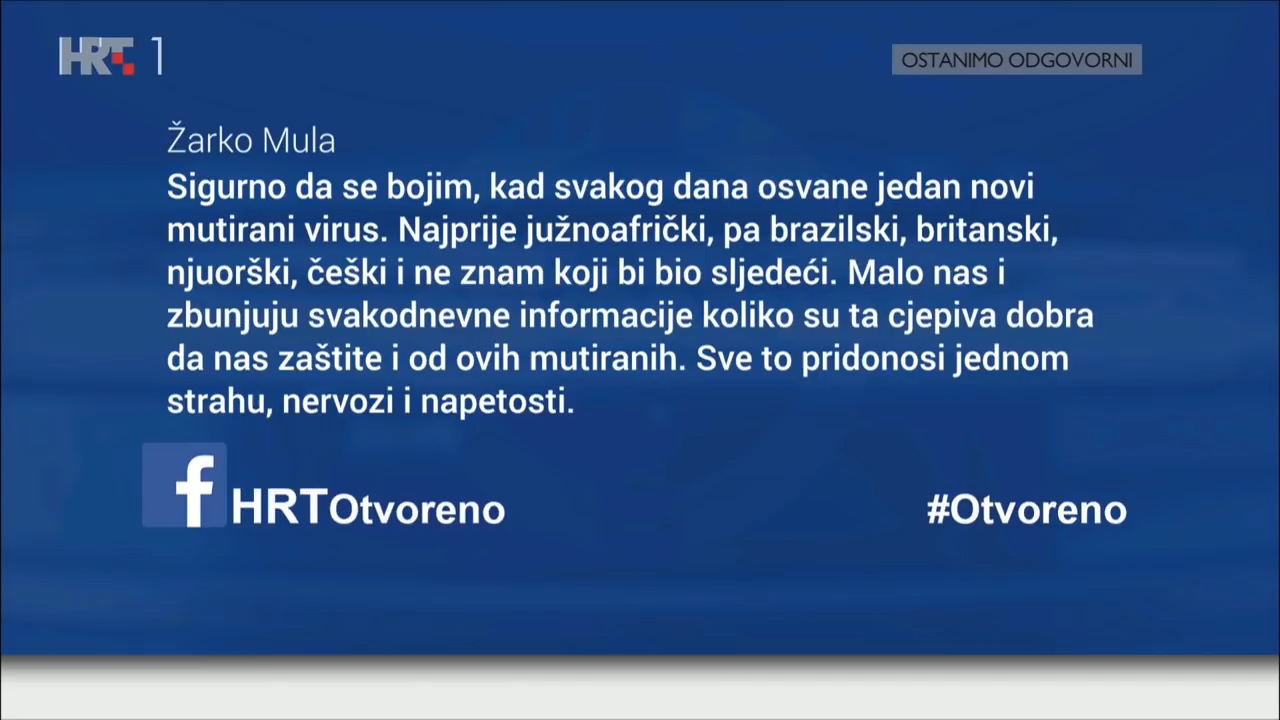 HRT 1
OSTANIMO ODGOVORNI
Žarko Mula
Sigurno da se bojim, kad svakog dana osvane jedan novi
mutirani virus. Najprije južnoafrički, pa brazilski, britanski,
njuorški, češki i ne znam koji bi bio sljedeći. Malo nas i
zbunjuju svakodnevne informacije koliko su ta cjepiva dobra
da nas zaštite i od ovih mutiranih. Sve to pridonosi jednom
strahu, nervozi i napetosti.
f HRTOtvoreno
#Otvoreno